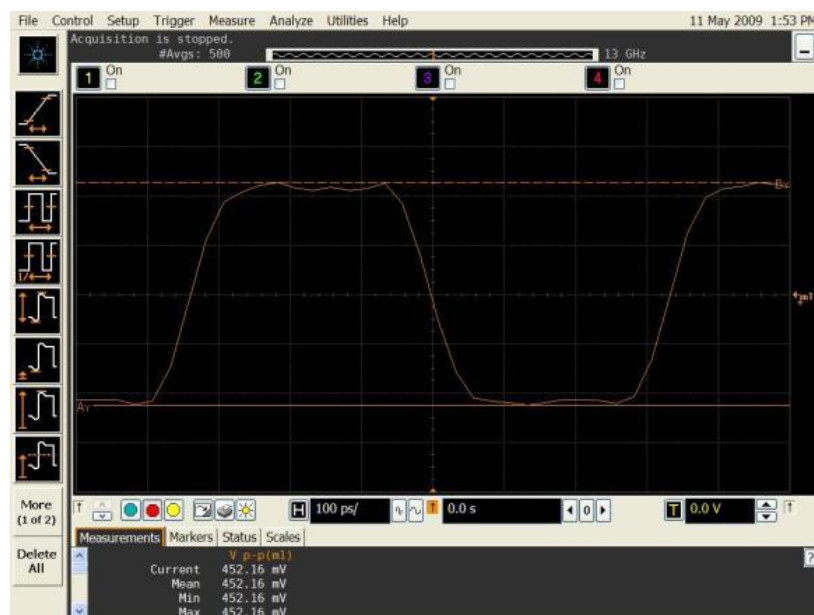 File Control Setup Trigger Measure Analyze Utilities Help 11 May 2009 1:53 PM
Acquisition is stopped.
#Avgs: 500 13 GHz
1 On 2 On 3 On 4 On
By
m1
Ay
More
(1 of 2)
Delete
All
H 100 ps/ 0.0 s 0 T 0.0 V
Measurements Markers Status Scales
V p-p(m1)
Current 452.16 mV
Mean 452.16 mV
Min 452.16 mV
Max 452.16 mV